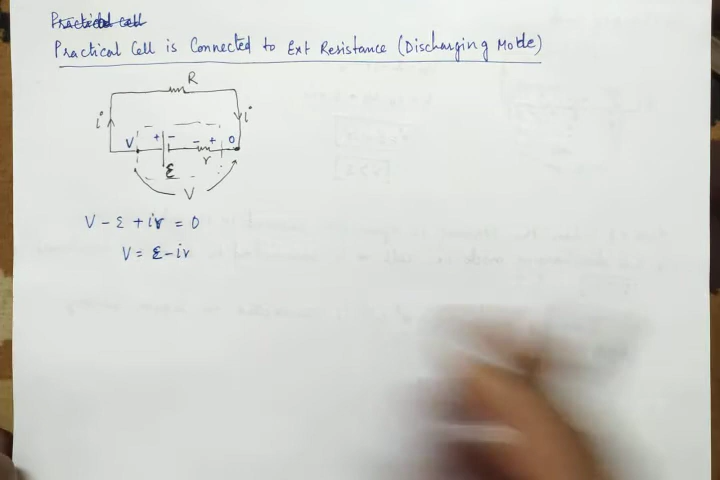 Practical cell
Practical Cell is Connected to Ext Resistance (Discharging Mode)
R
i
i
V + - - + 0
r
ε
V
V - ε + ir = 0
V = ε - ir